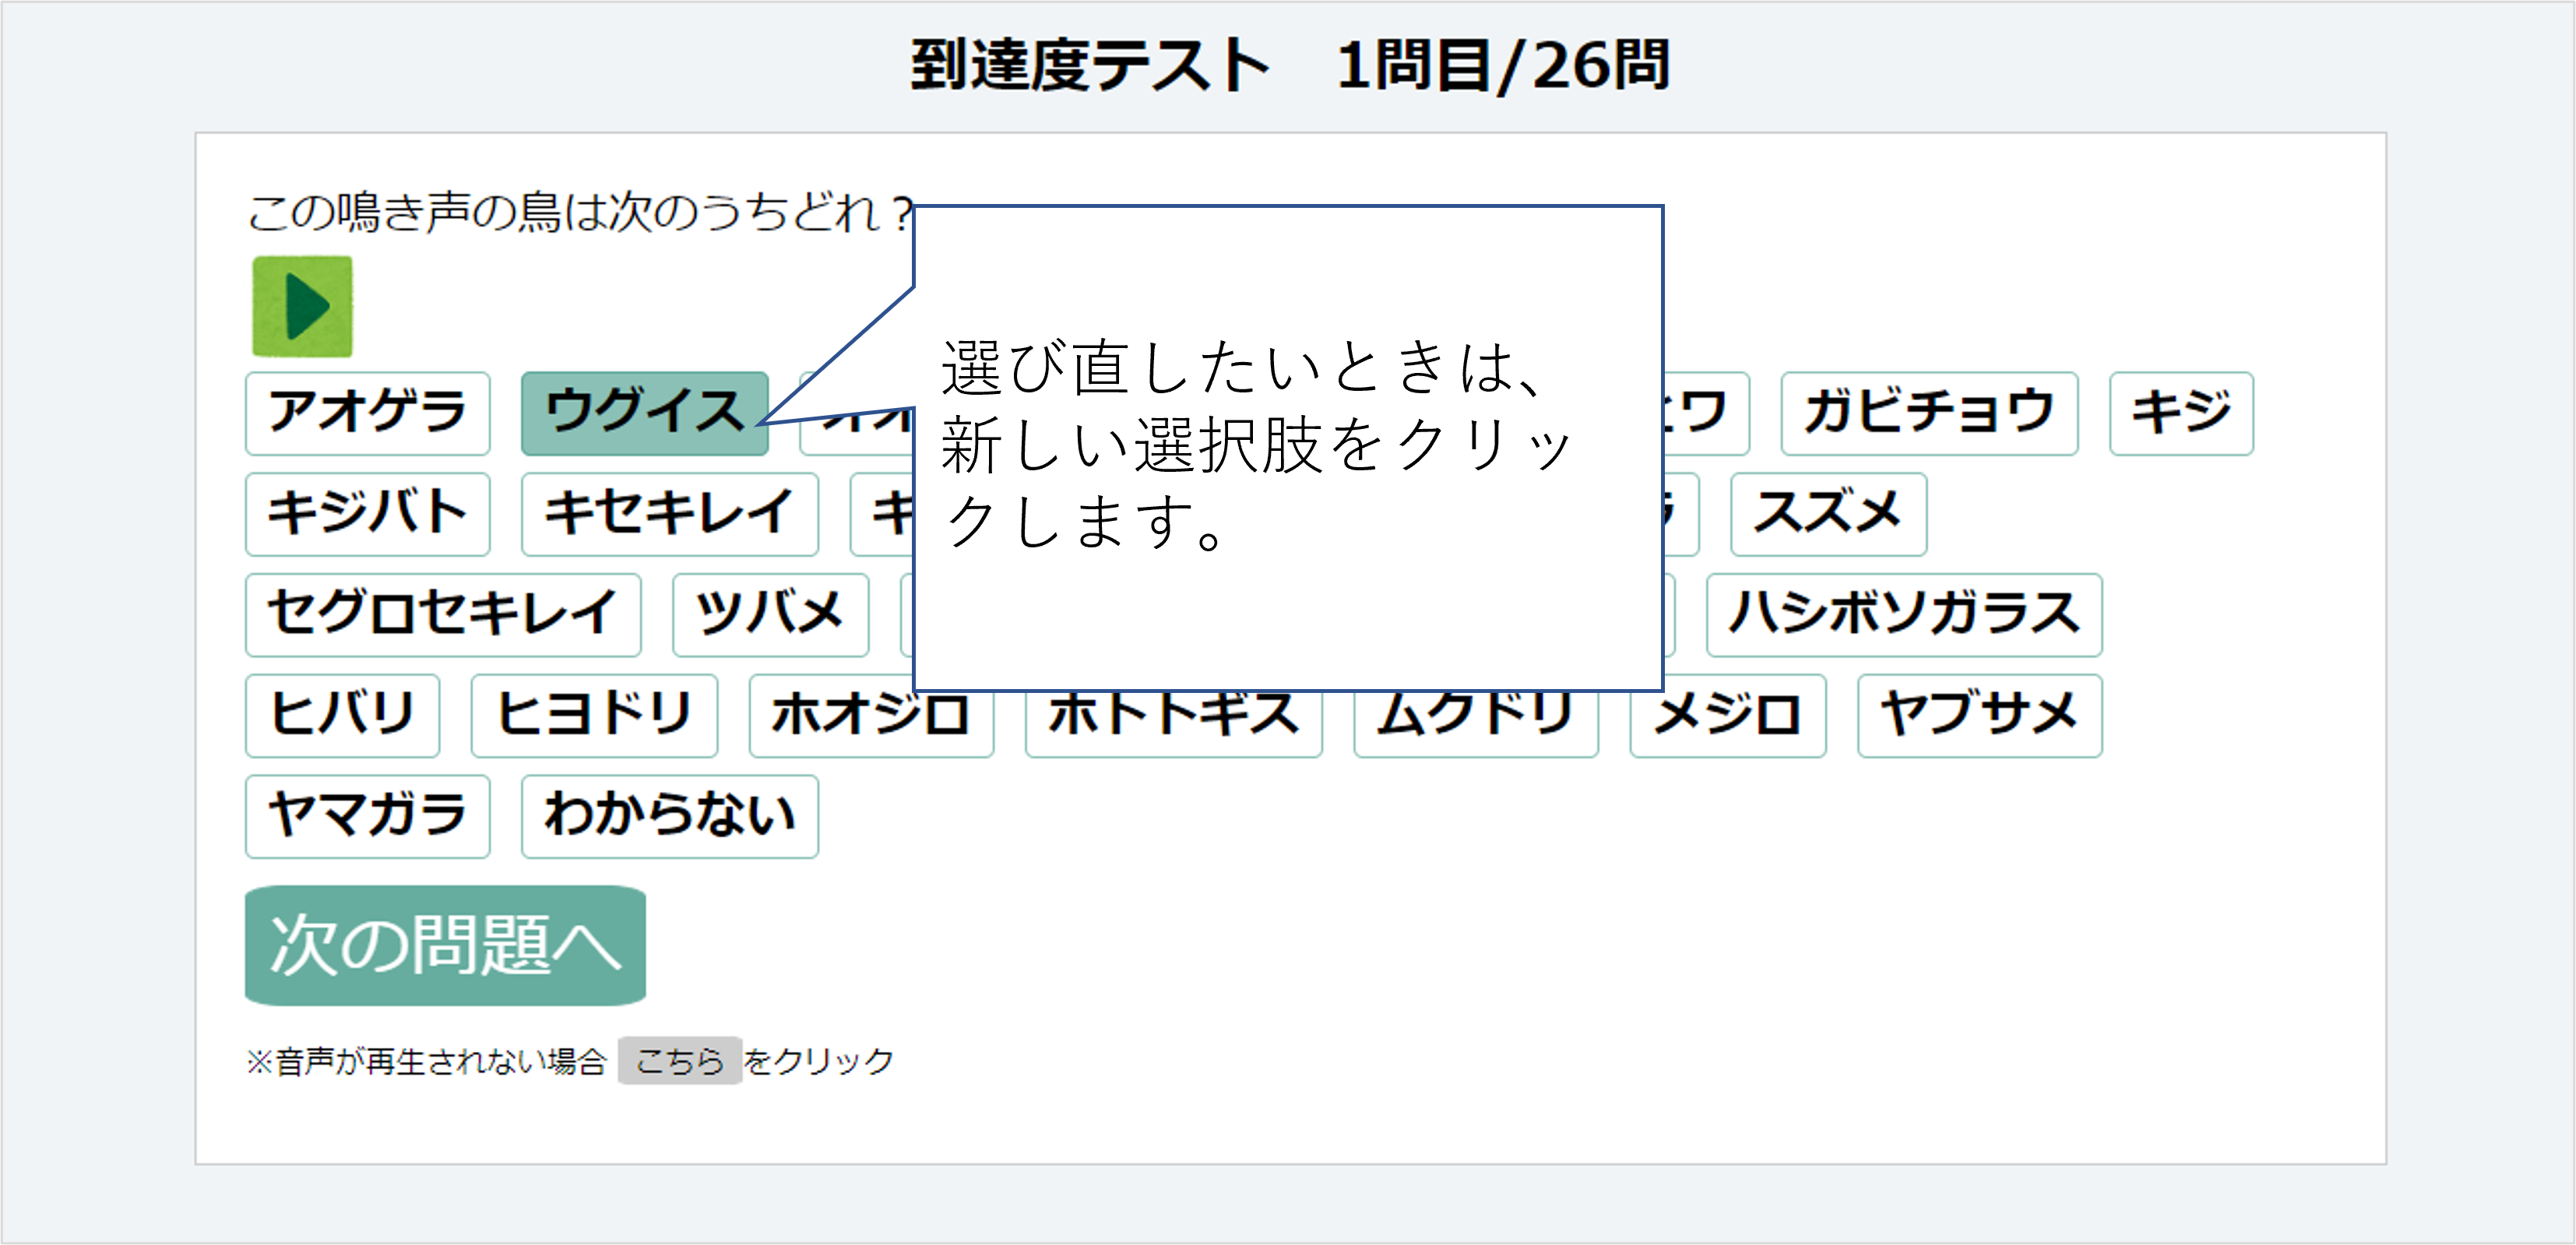 到達度テスト　1問目/26問
この鳴き声の鳥は次のうちどれ？
選び直したいときは、
新しい選択肢をクリッ
クします。
アオゲラ ウグイス ガビチョウ キジ
キジバト キセキレイ スズメ
セグロセキレイ ツバメ ハシボソガラス
ヒバリ ヒヨドリ ホオジロ ホトトギス ムクドリ メジロ ヤブサメ
ヤマガラ わからない
次の問題へ
※音声が再生されない場合 こちら をクリック